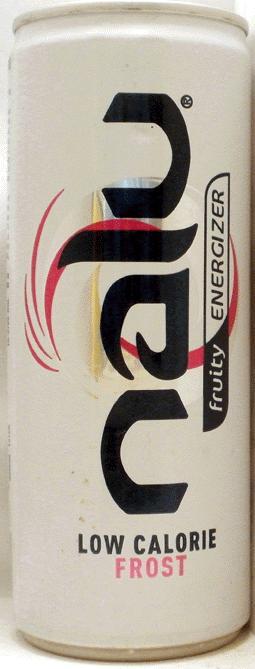 nalu®
fruity ENERGIZER
LOW CALORIE
FROST